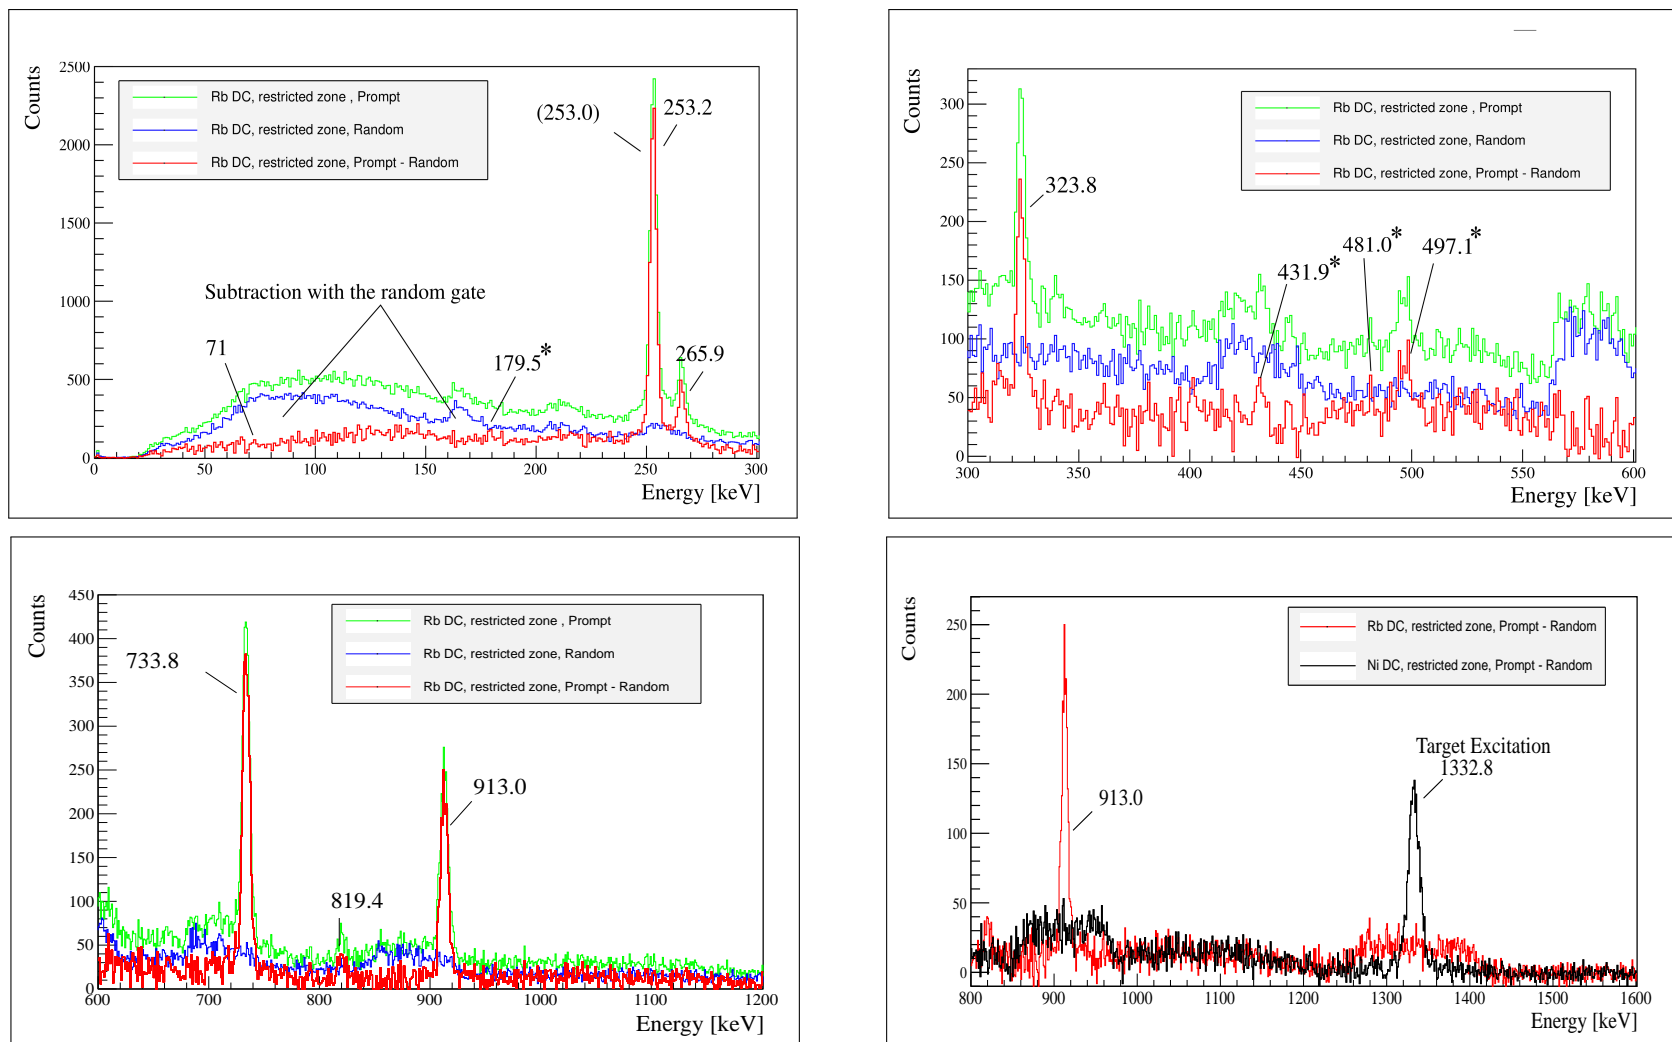 Counts
2500
2000
1500
1000
500
0
Rb DC, restricted zone , Prompt
Rb DC, restricted zone, Random
Rb DC, restricted zone, Prompt - Random
(253.0)
253.2
Subtraction with the random gate
71
179.5*
265.9
0 50 100 150 200 250 300
Energy [keV]
Counts
300
250
200
150
100
50
0
Rb DC, restricted zone , Prompt
Rb DC, restricted zone, Random
Rb DC, restricted zone, Prompt - Random
323.8
431.9*
481.0*
497.1*
300 350 400 450 500 550 600
Energy [keV]
Counts
450
400
350
300
250
200
150
100
50
0
Rb DC, restricted zone , Prompt
Rb DC, restricted zone, Random
Rb DC, restricted zone, Prompt - Random
733.8
819.4
913.0
600 700 800 900 1000 1100 1200
Energy [keV]
Counts
250
200
150
100
50
0
Rb DC, restricted zone, Prompt - Random
Ni DC, restricted zone, Prompt - Random
Target Excitation
1332.8
913.0
800 900 1000 1100 1200 1300 1400 1500 1600
Energy [keV]